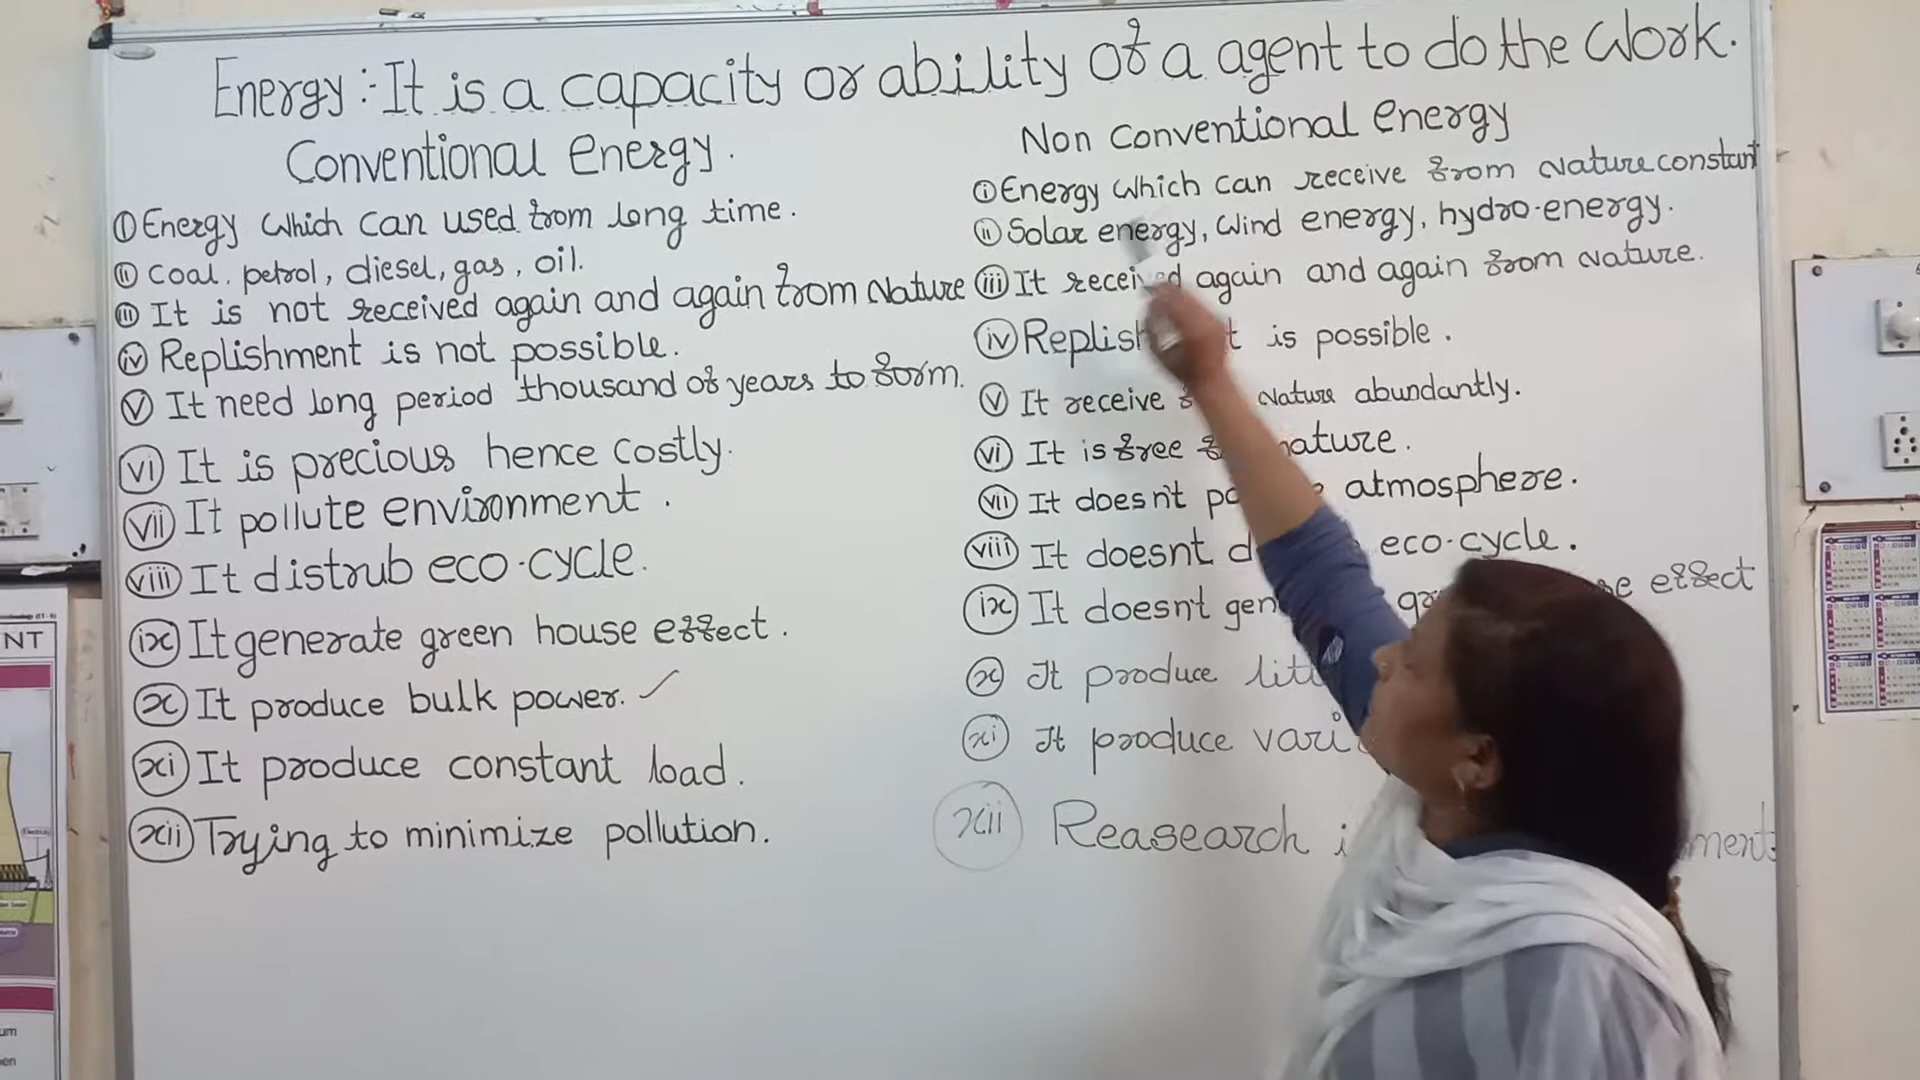 Energy :- It is a capacity or ability of a agent to do the Work.
Conventional energy.
(i) Energy which can used from long time.
(ii) Coal, petrol, diesel, gas, oil.
(iii) It is not received again and again from Nature
(iv) Replishment is not possible.
(v) It need long period thousand of years to form.
(vi) It is precious hence costly.
(vii) It pollute environment.
(viii) It distrub eco-cycle.
(ix) It generate green house effect.
(x) It produce bulk power. ✓
(xi) It produce constant load.
(xii) Trying to minimize pollution.
Non Conventional energy
(i) Energy which can receive from Nature constant
(ii) Solar energy, Wind energy, hydro-energy.
(iii) It received again and again from Nature.
(iv) is possible.
(v) It receive Nature abundantly.
(vi) It is free nature.
(vii) It doesn't atmosphere.
(viii) It doesnt eco-cycle.
(ix) It doesn't effect
(x) It produce
(xi) It produce
(xii) Reasearch
NT